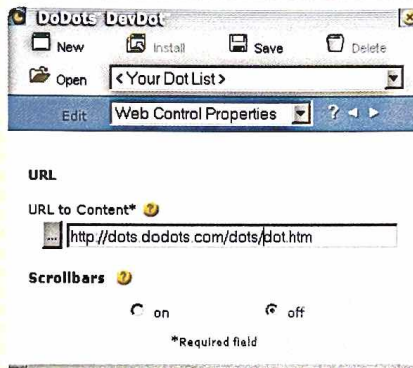 DoDots DevDot
New Install Save Delete
Open <Your Dot List>
Edit Web Control Properties ?
URL
URL to Content* ?
... http://dots.dodots.com/dots/dot.htm
Scrollbars ?
on off
*Required field